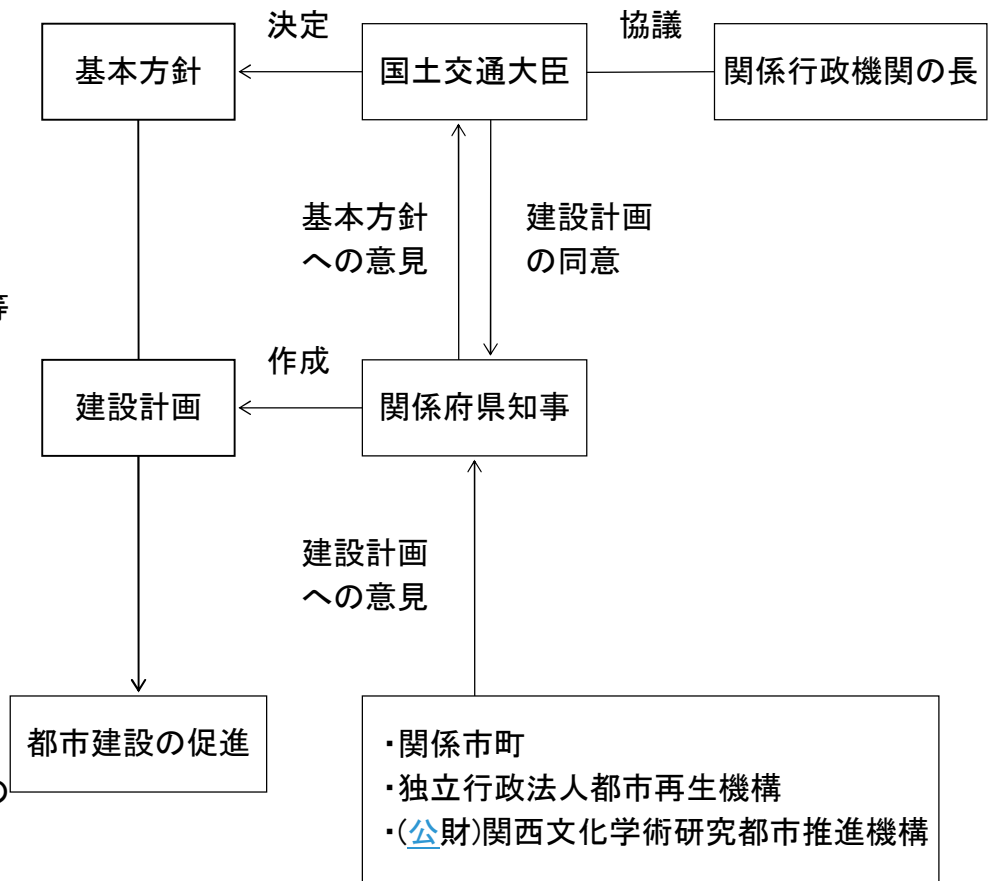 決定
協議
基本方針
国土交通大臣
関係行政機関の長
基本方針
への意見
建設計画
の同意
等
作成
建設計画
関係府県知事
建設計画
への意見
都市建設の促進
の
・関係市町
・独立行政法人都市再生機構
・(公財)関西文化学術研究都市推進機構